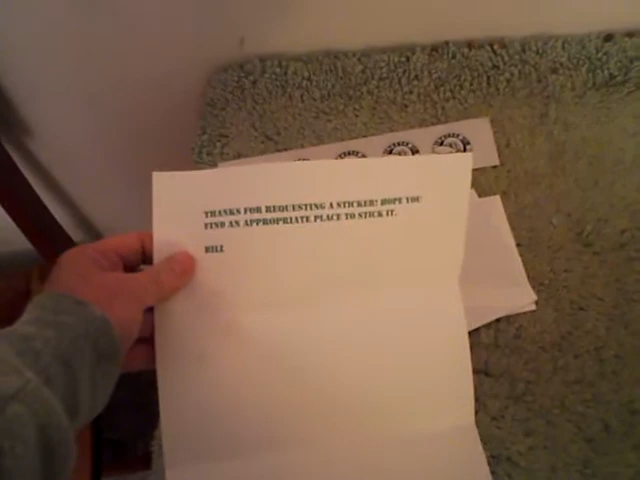 THANKS FOR REQUESTING A STICKER! HOPE YOU
FIND AN APPROPRIATE PLACE TO STICK IT.
BILL